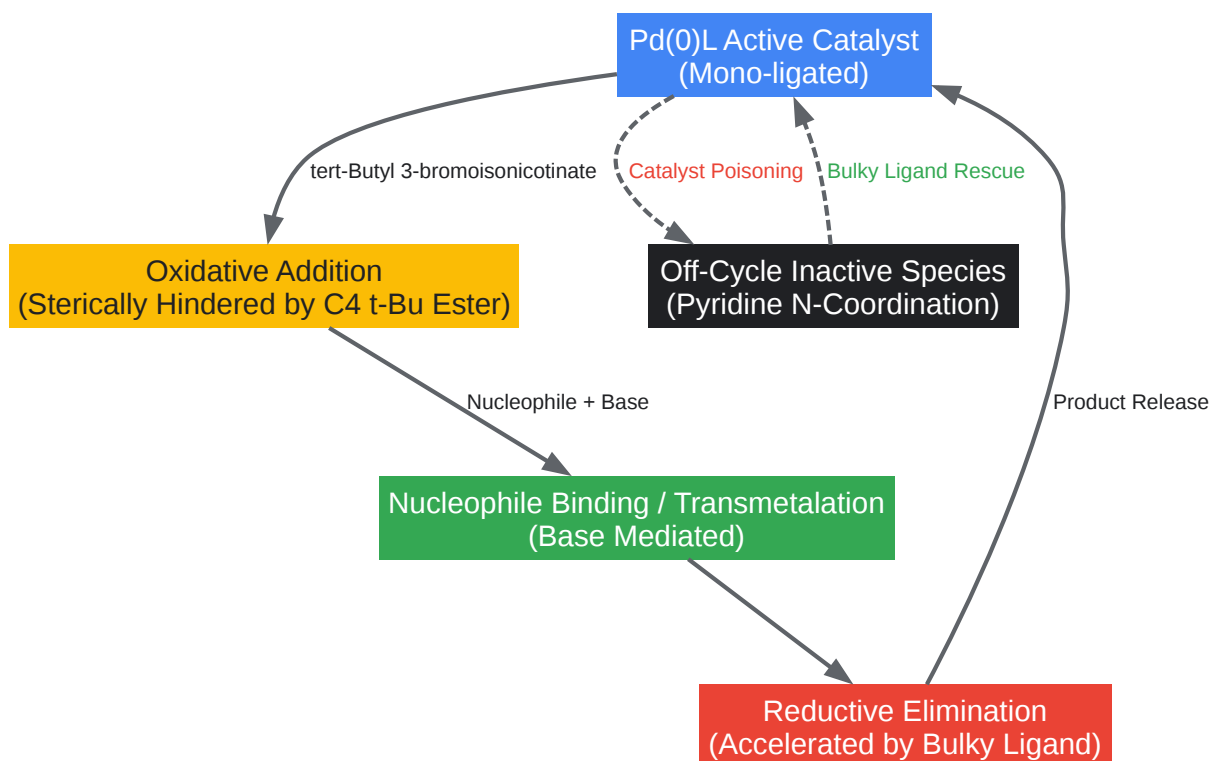 Pd(0)L Active Catalyst
(Mono-ligated)
tert-Butyl 3-bromoisonicotinate
Catalyst Poisoning
Bulky Ligand Rescue
Oxidative Addition
(Sterically Hindered by C4 t-Bu Ester)
Off-Cycle Inactive Species
(Pyridine N-Coordination)
Nucleophile + Base
Product Release
Nucleophile Binding / Transmetalation
(Base Mediated)
Reductive Elimination
(Accelerated by Bulky Ligand)